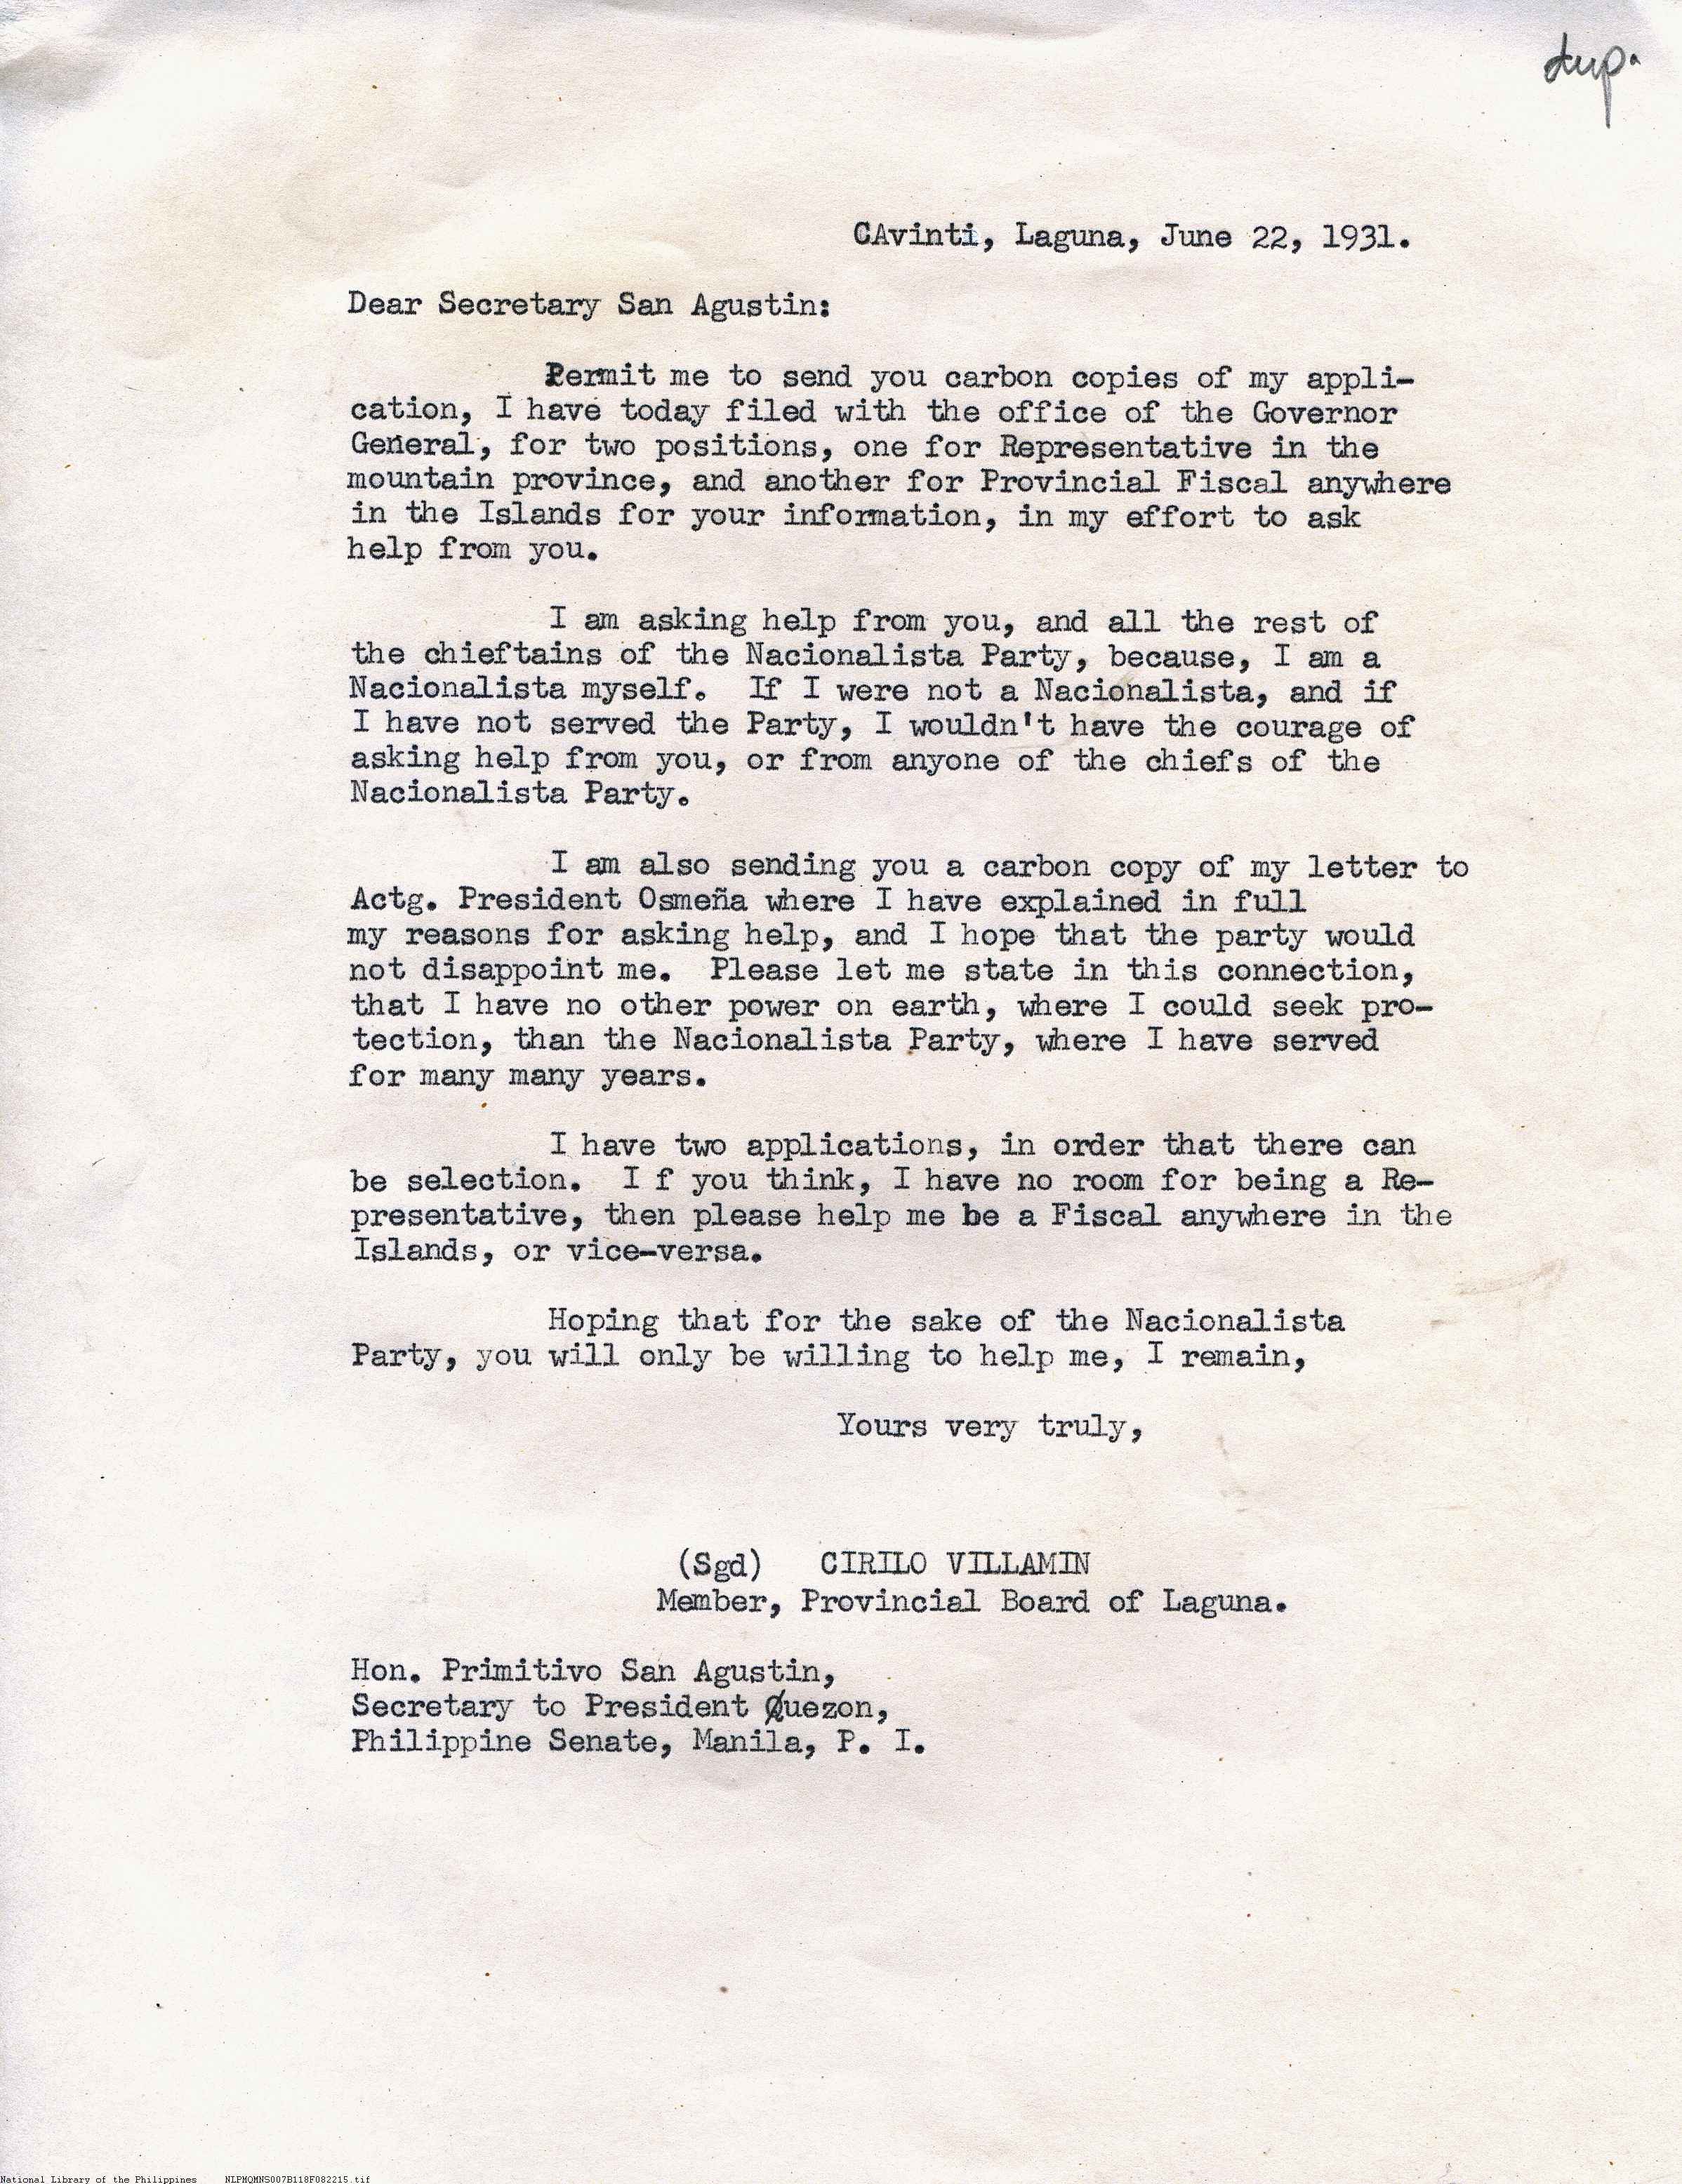 dup.
CAvinti, Laguna, June 22, 1931.
Dear Secretary San Agustin:
Permit me to send you carbon copies of my appli-
cation, I have today filed with the office of the Governor
General, for two positions, one for Representative in the
mountain province, and another for Provincial Fiscal anywhere
in the Islands for your information, in my effort to ask
help from you.
I am asking help from you, and all the rest of
the chieftains of the Nacionalista Party, because, I am a
Nacionalista myself. If I were not a Nacionalista, and if
I have not served the Party, I wouldn't have the courage of
asking help from you, or from anyone of the chiefs of the
Nacionalista Party.
I am also sending you a carbon copy of my letter to
Actg. President Osmeña where I have explained in full
my reasons for asking help, and I hope that the party would
not disappoint me. Please let me state in this connection,
that I have no other power on earth, where I could seek pro-
tection, than the Nacionalista Party, where I have served
for many many years.
I have two applications, in order that there can
be selection. I f you think, I have no room for being a Re-
presentative, then please help me be a Fiscal anywhere in the
Islands, or vice-versa.
Hoping that for the sake of the Nacionalista
Party, you will only be willing to help me, I remain,
Yours very truly,
(Sgd) CIRILO VILLAMIN
Member, Provincial Board of Laguna.
Hon. Primitivo San Agustin,
Secretary to President Quezon,
Philippine Senate, Manila, P. I.
National Library of the Philippines NLPMQMNS007B118F082215.tif